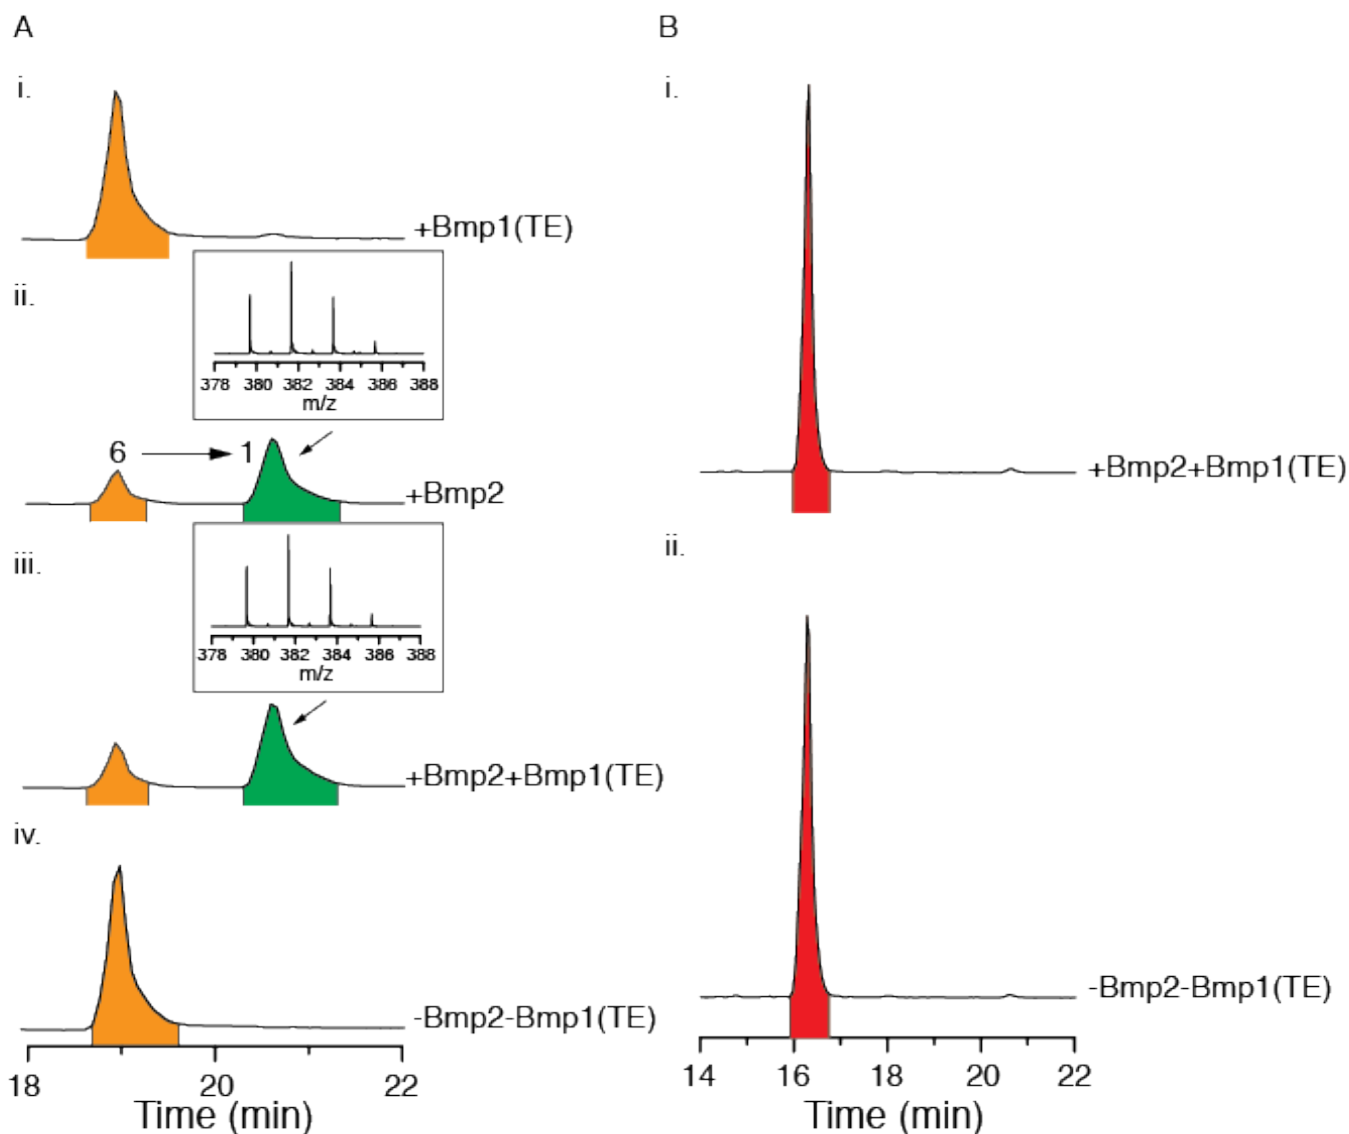 A
i.
+Bmp1(TE)
ii.
378 380 382 384 386 388
m/z
6 1
+Bmp2
iii.
378 380 382 384 386 388
m/z
+Bmp2+Bmp1(TE)
iv.
-Bmp2-Bmp1(TE)
18 20 22
Time (min)
B
i.
+Bmp2+Bmp1(TE)
ii.
-Bmp2-Bmp1(TE)
14 16 18 20 22
Time (min)